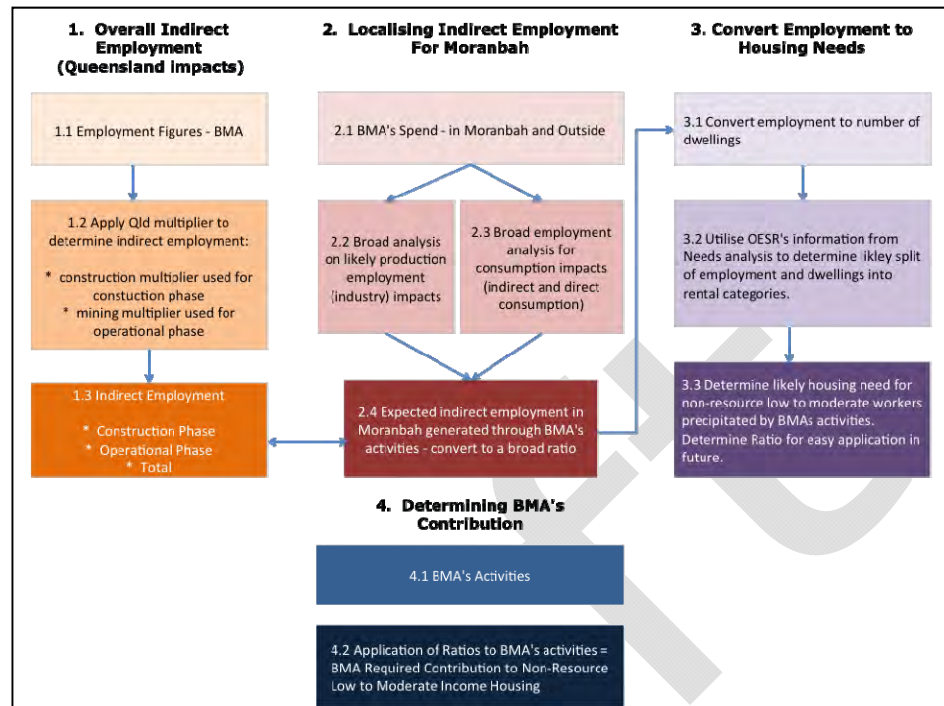 1. Overall Indirect
Employment
(Queensland impacts)
1.1 Employment Figures - BMA
1.2 Apply Qld multiplier to
determine indirect employment:
* construction multiplier used for
constuction phase
* mining multiplier used for
operational phase
1.3 Indirect Employment
* Construction Phase
* Operational Phase
* Total
2. Localising Indirect Employment
For Moranbah
2.1 BMA's Spend - in Moranbah and Outside
2.2 Broad analysis
on likely production
employment
(industry) impacts
2.3 Broad employment
analysis for
consumption impacts
(indirect and direct
consumption)
2.4 Expected indirect employment in
Moranbah generated through BMA's
activities - convert to a broad ratio
3. Convert Employment to
Housing Needs
3.1 Convert employment to number of
dwellings
3.2 Utilise OESR's information from
Needs analysis to determine likley split
of employment and dwellings into
rental categories.
3.3 Determine likely housing need for
non-resource low to moderate workers
precipitated by BMAs activities.
Determine Ratio for easy application in
future.
4. Determining BMA's
Contribution
4.1 BMA's Activities
4.2 Application of Ratios to BMA's activities =
BMA Required Contribution to Non-Resource
Low to Moderate Income Housing